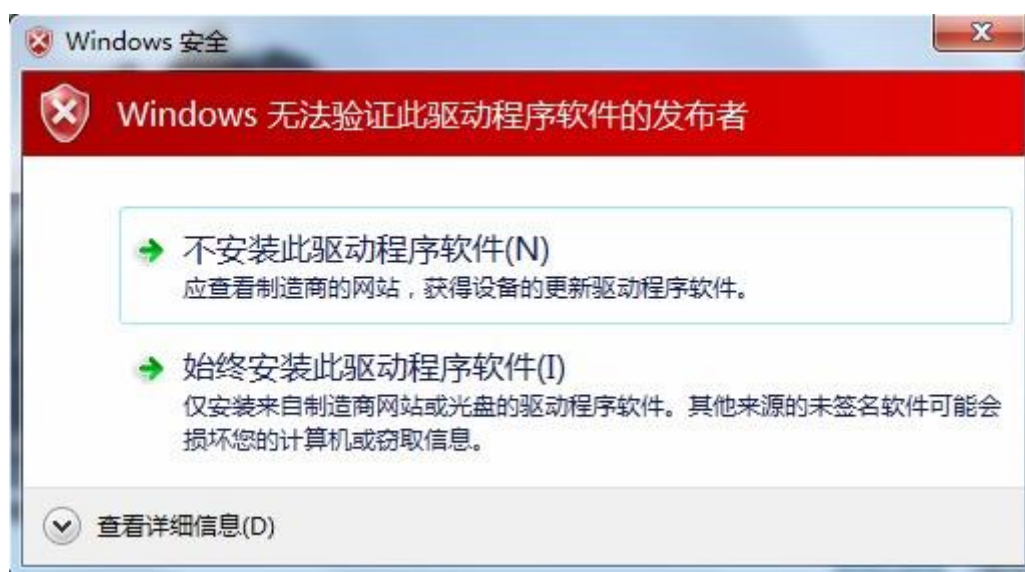 Windows 安全
Windows 无法验证此驱动程序软件的发布者
不安装此驱动程序软件(N)
应查看制造商的网站，获得设备的更新驱动程序软件。
始终安装此驱动程序软件(I)
仅安装来自制造商网站或光盘的驱动程序软件。其他来源的未签名软件可能会
损坏您的计算机或窃取信息。
查看详细信息(D)